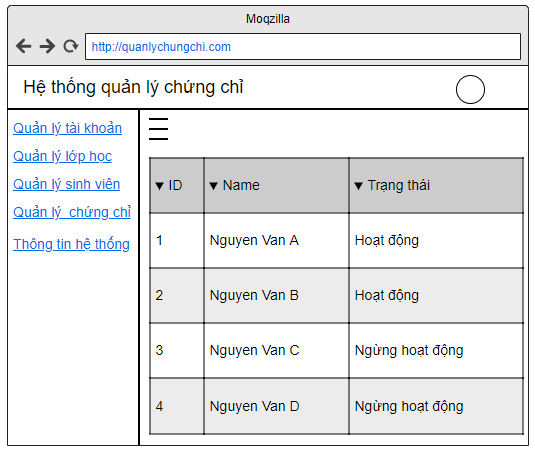 Moqzilla
http://quanlychungchi.com
Hệ thống quản lý chứng chỉ
Quản lý tài khoản
Quản lý lớp học
Quản lý sinh viên
Quản lý  chứng chỉ
Thông tin hệ thống
ID Name Trạng thái
1 Nguyen Van A Hoạt động
2 Nguyen Van B Hoạt động
3 Nguyen Van C Ngừng hoạt động
4 Nguyen Van D Ngừng hoạt động